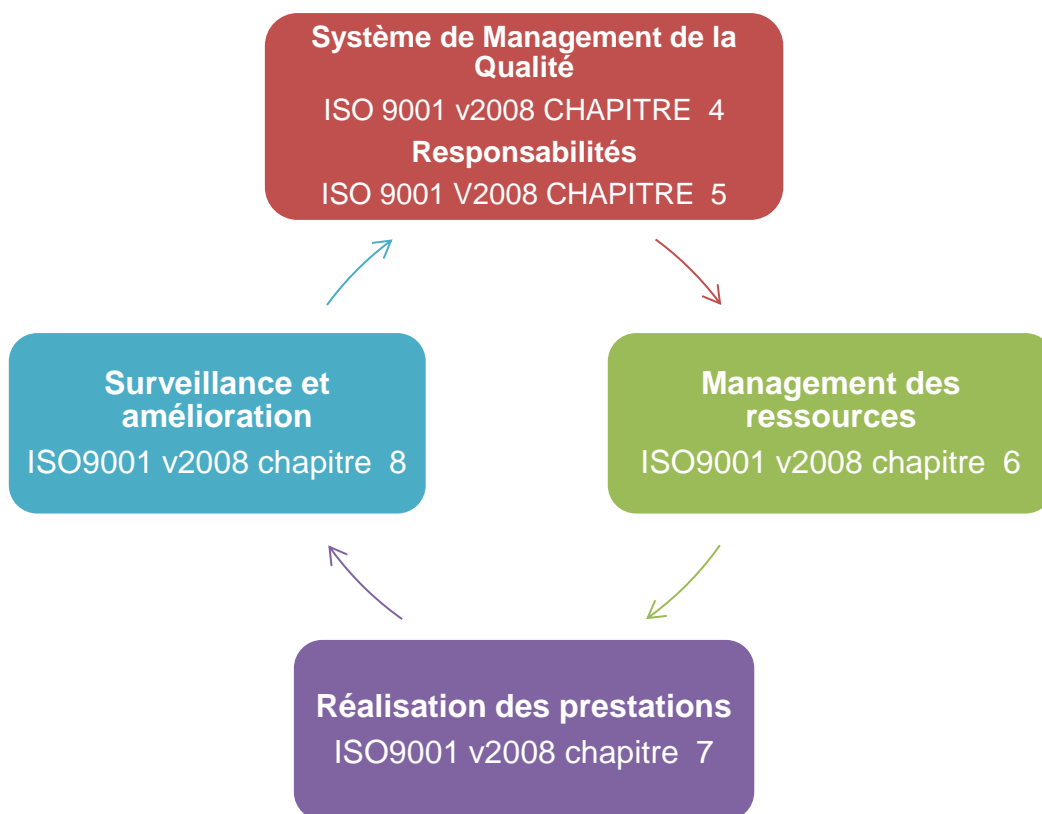 Système de Management de la
Qualité
ISO 9001 v2008 CHAPITRE 4
Responsabilités
ISO 9001 V2008 CHAPITRE 5
Surveillance et
amélioration
ISO9001 v2008 chapitre 8
Management des
ressources
ISO9001 v2008 chapitre 6
Réalisation des prestations
ISO9001 v2008 chapitre 7